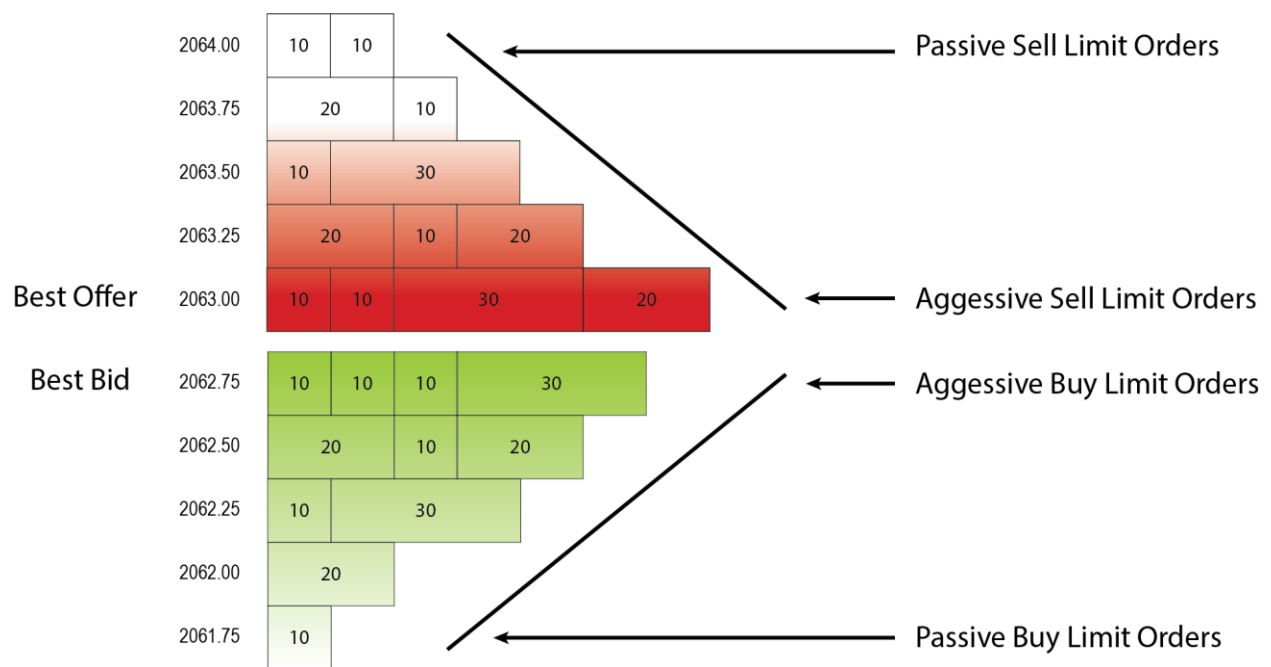 2064.00 10 10 Passive Sell Limit Orders
2063.75 20 10
2063.50 10 30
2063.25 20 10 20
Best Offer 2063.00 10 10 30 20 Aggessive Sell Limit Orders
Best Bid 2062.75 10 10 10 30 Aggessive Buy Limit Orders
2062.50 20 10 20
2062.25 10 30
2062.00 20
2061.75 10 Passive Buy Limit Orders